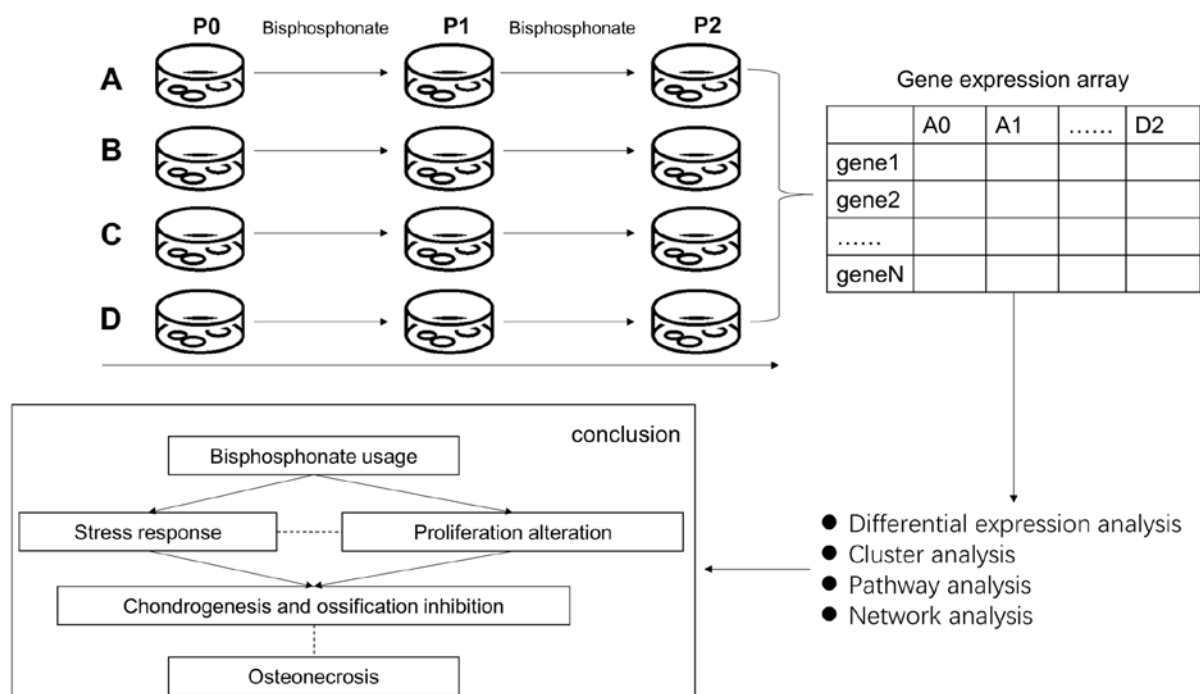 P0 Bisphosphonate P1 Bisphosphonate P2
A
B
C
D
Gene expression array
A0 A1 …… D2
gene1
gene2
……
geneN
Differential expression analysis
Cluster analysis
Pathway analysis
Network analysis
conclusion
Bisphosphonate usage
Stress response
Proliferation alteration
Chondrogenesis and ossification inhibition
Osteonecrosis